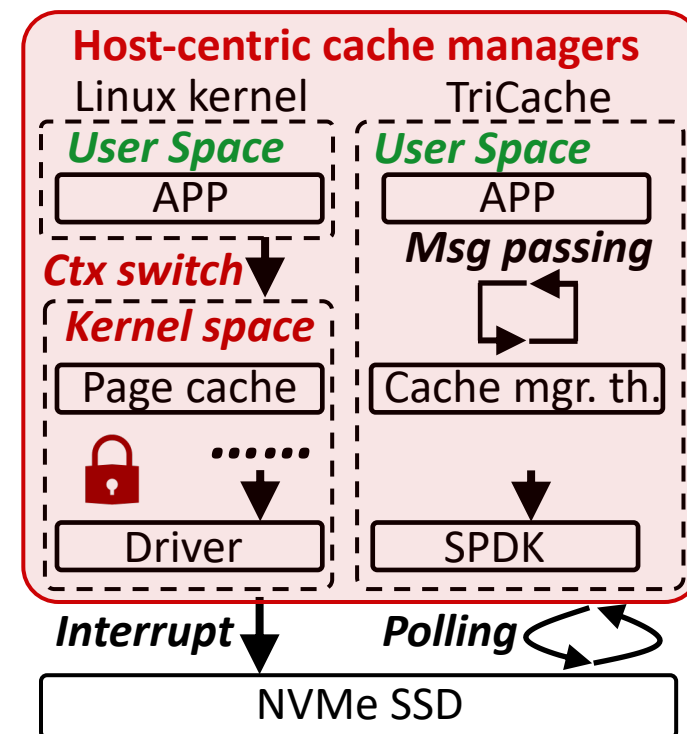 Host-centric cache managers
Linux kernel
User Space
APP
Ctx switch
Kernel space
Page cache
......
Driver
Interrupt
TriCache
User Space
APP
Msg passing
Cache mgr. th.
SPDK
Polling
NVMe SSD